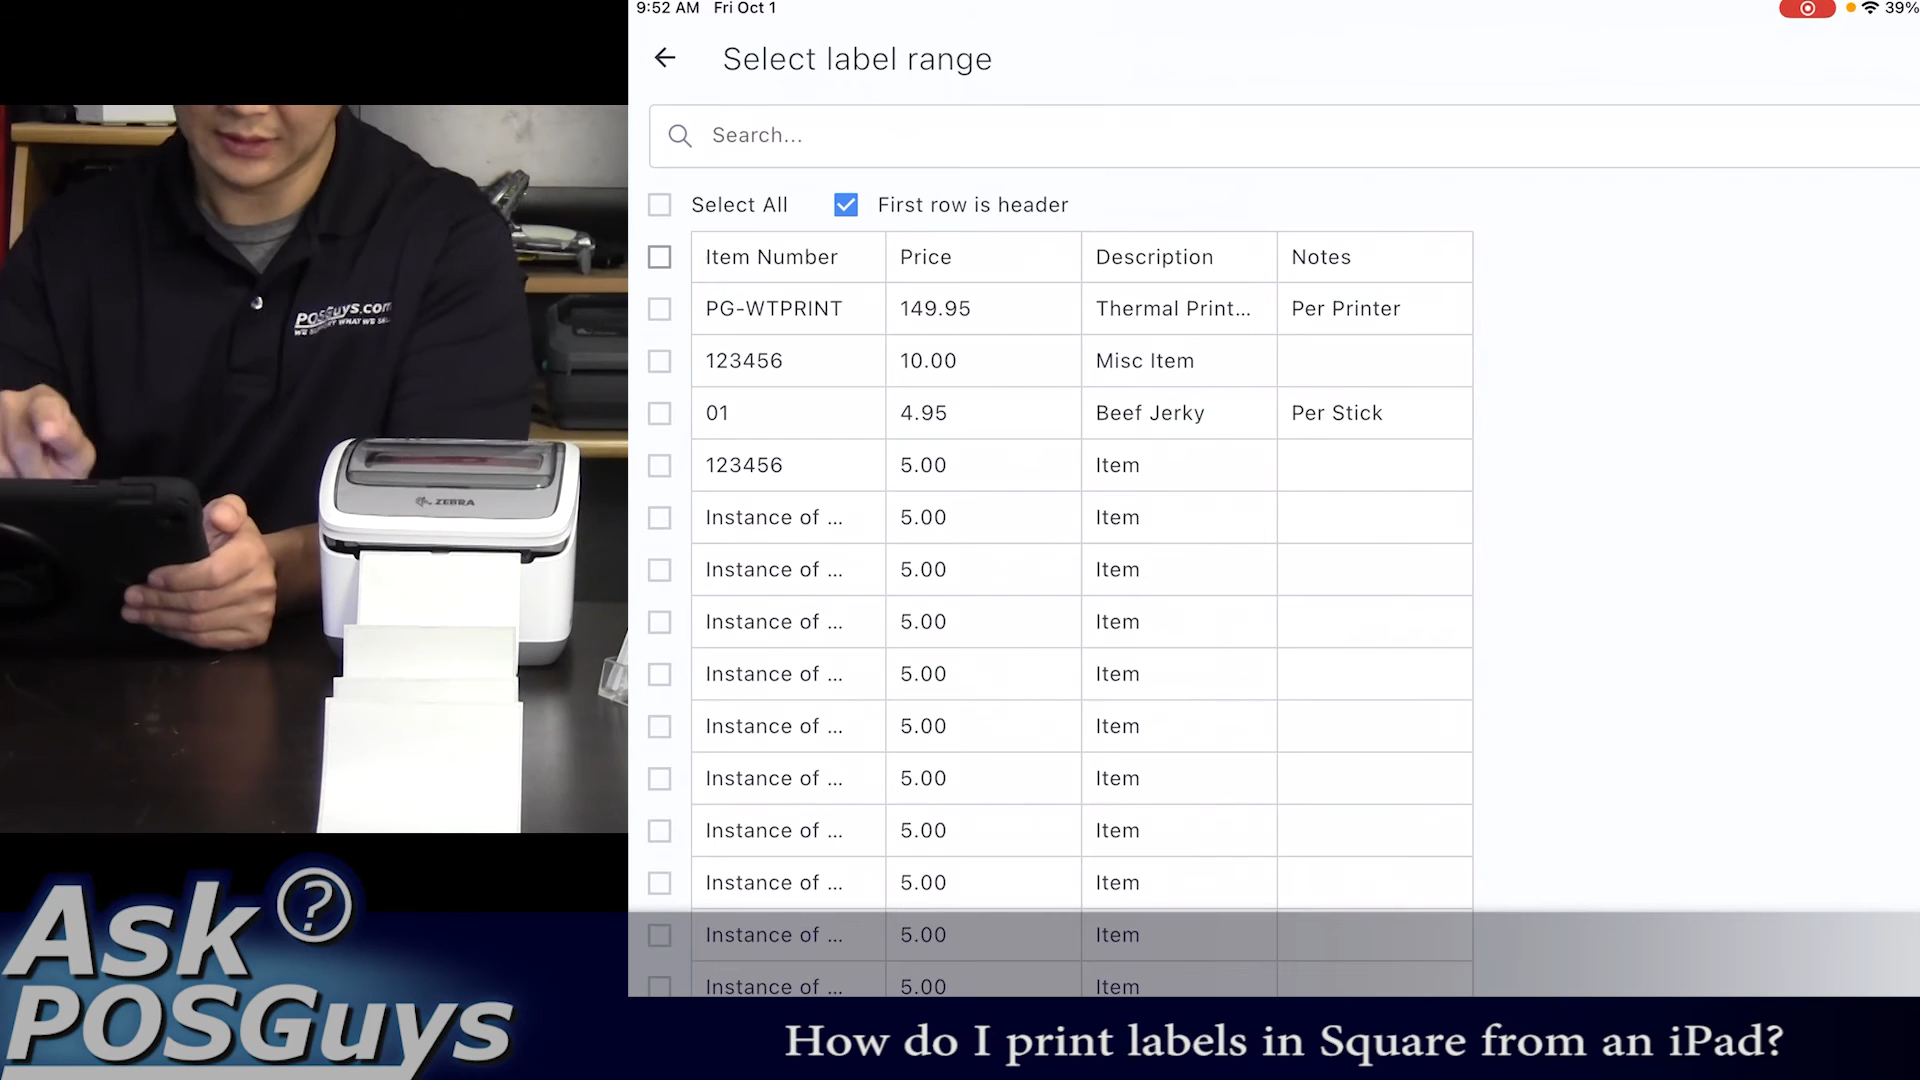 9:52 AM Fri Oct 1
39%
Select label range
Search...
Select All First row is header
Item Number Price Description Notes
PG-WTPRINT 149.95 Thermal Print... Per Printer
123456 10.00 Misc Item
01 4.95 Beef Jerky Per Stick
123456 5.00 Item
Instance of ... 5.00 Item
Instance of ... 5.00 Item
Instance of ... 5.00 Item
Instance of ... 5.00 Item
Instance of ... 5.00 Item
Instance of ... 5.00 Item
Instance of ... 5.00 Item
Instance of ... 5.00 Item
Instance of ... 5.00 Item
Instance of ... 5.00 Item
POSGuys.com
WE SUPPORT WHAT WE SELL
ZEBRA
Ask ?
POSGuys
How do I print labels in Square from an iPad?